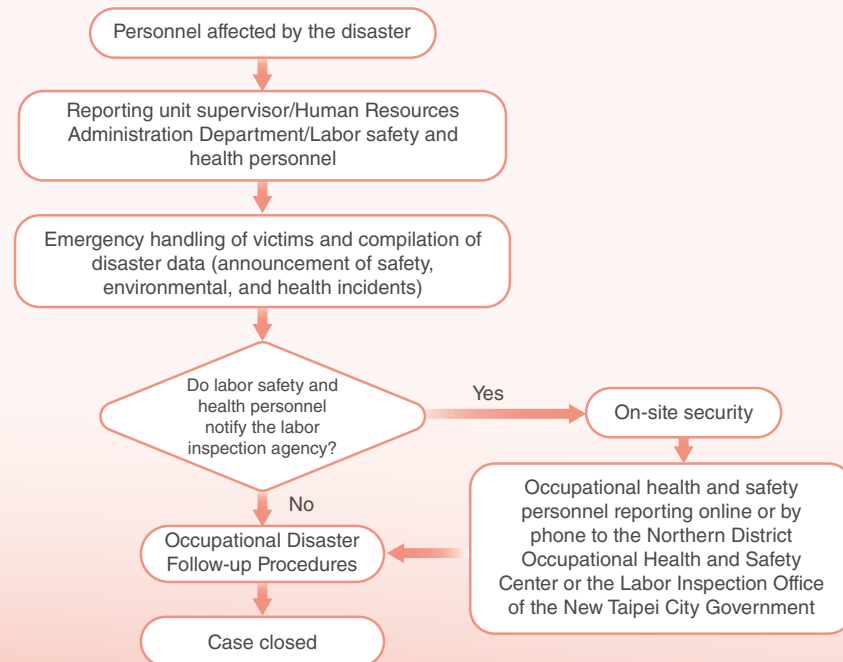 Personnel affected by the disaster
Reporting unit supervisor/Human Resources
Administration Department/Labor safety and
health personnel
Emergency handling of victims and compilation of
disaster data (announcement of safety,
environmental, and health incidents)
Do labor safety and
health personnel
notify the labor
inspection agency?
Yes
On-site security
Occupational health and safety
personnel reporting online or by
phone to the Northern District
Occupational Health and Safety
Center or the Labor Inspection Office
of the New Taipei City Government
No
Occupational Disaster
Follow-up Procedures
Case closed